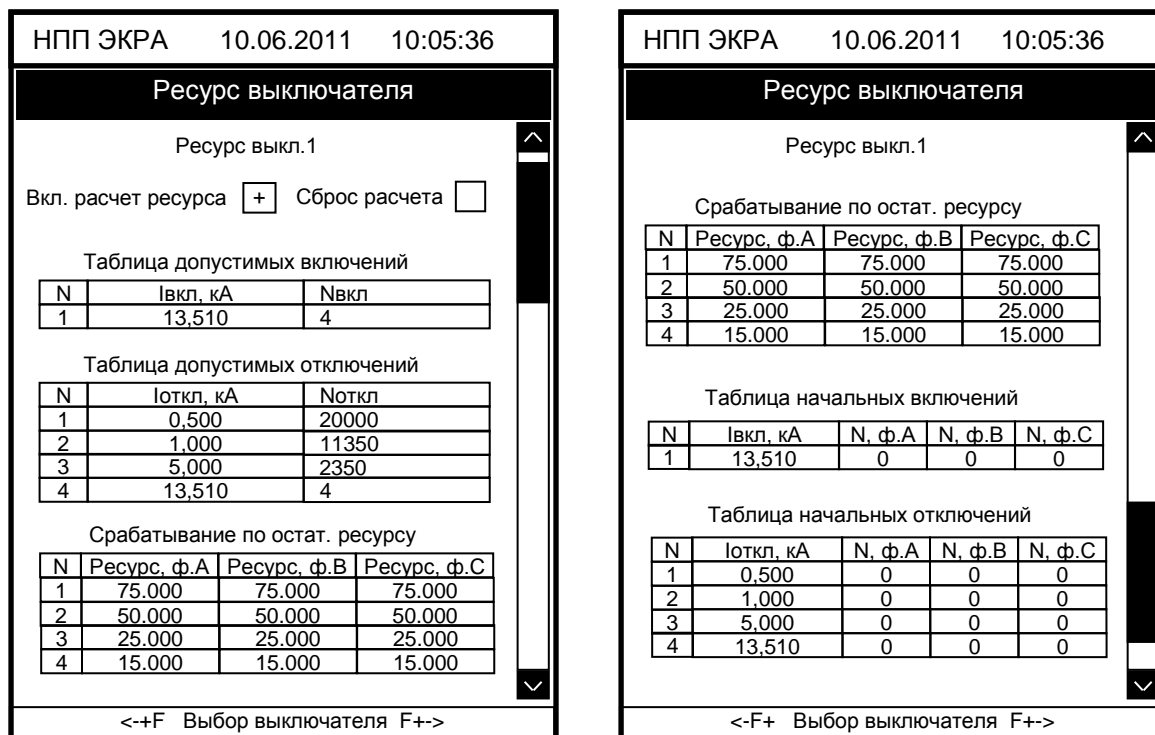 НПП ЭКРА 10.06.2011 10:05:36
Ресурс выключателя
Ресурс выкл.1
Вкл. расчет ресурса + Сброс расчета
Таблица допустимых включений
N Iвкл, кА Nвкл
1 13,510 4
Таблица допустимых отключений
N Iоткл, кА Nоткл
1 0,500 20000
2 1,000 11350
3 5,000 2350
4 13,510 4
Срабатывание по остат. ресурсу
N Ресурс, ф.А Ресурс, ф.В Ресурс, ф.С
1 75.000 75.000 75.000
2 50.000 50.000 50.000
3 25.000 25.000 25.000
4 15.000 15.000 15.000
<-+F Выбор выключателя F+->
НПП ЭКРА 10.06.2011 10:05:36
Ресурс выключателя
Ресурс выкл.1
Срабатывание по остат. ресурсу
N Ресурс, ф.А Ресурс, ф.В Ресурс, ф.С
1 75.000 75.000 75.000
2 50.000 50.000 50.000
3 25.000 25.000 25.000
4 15.000 15.000 15.000
Таблица начальных включений
N Iвкл, кА N, ф.А N, ф.В N, ф.С
1 13,510 0 0 0
Таблица начальных отключений
N Iоткл, кА N, ф.А N, ф.В N, ф.С
1 0,500 0 0 0
2 1,000 0 0 0
3 5,000 0 0 0
4 13,510 0 0 0
<-F+ Выбор выключателя F+->